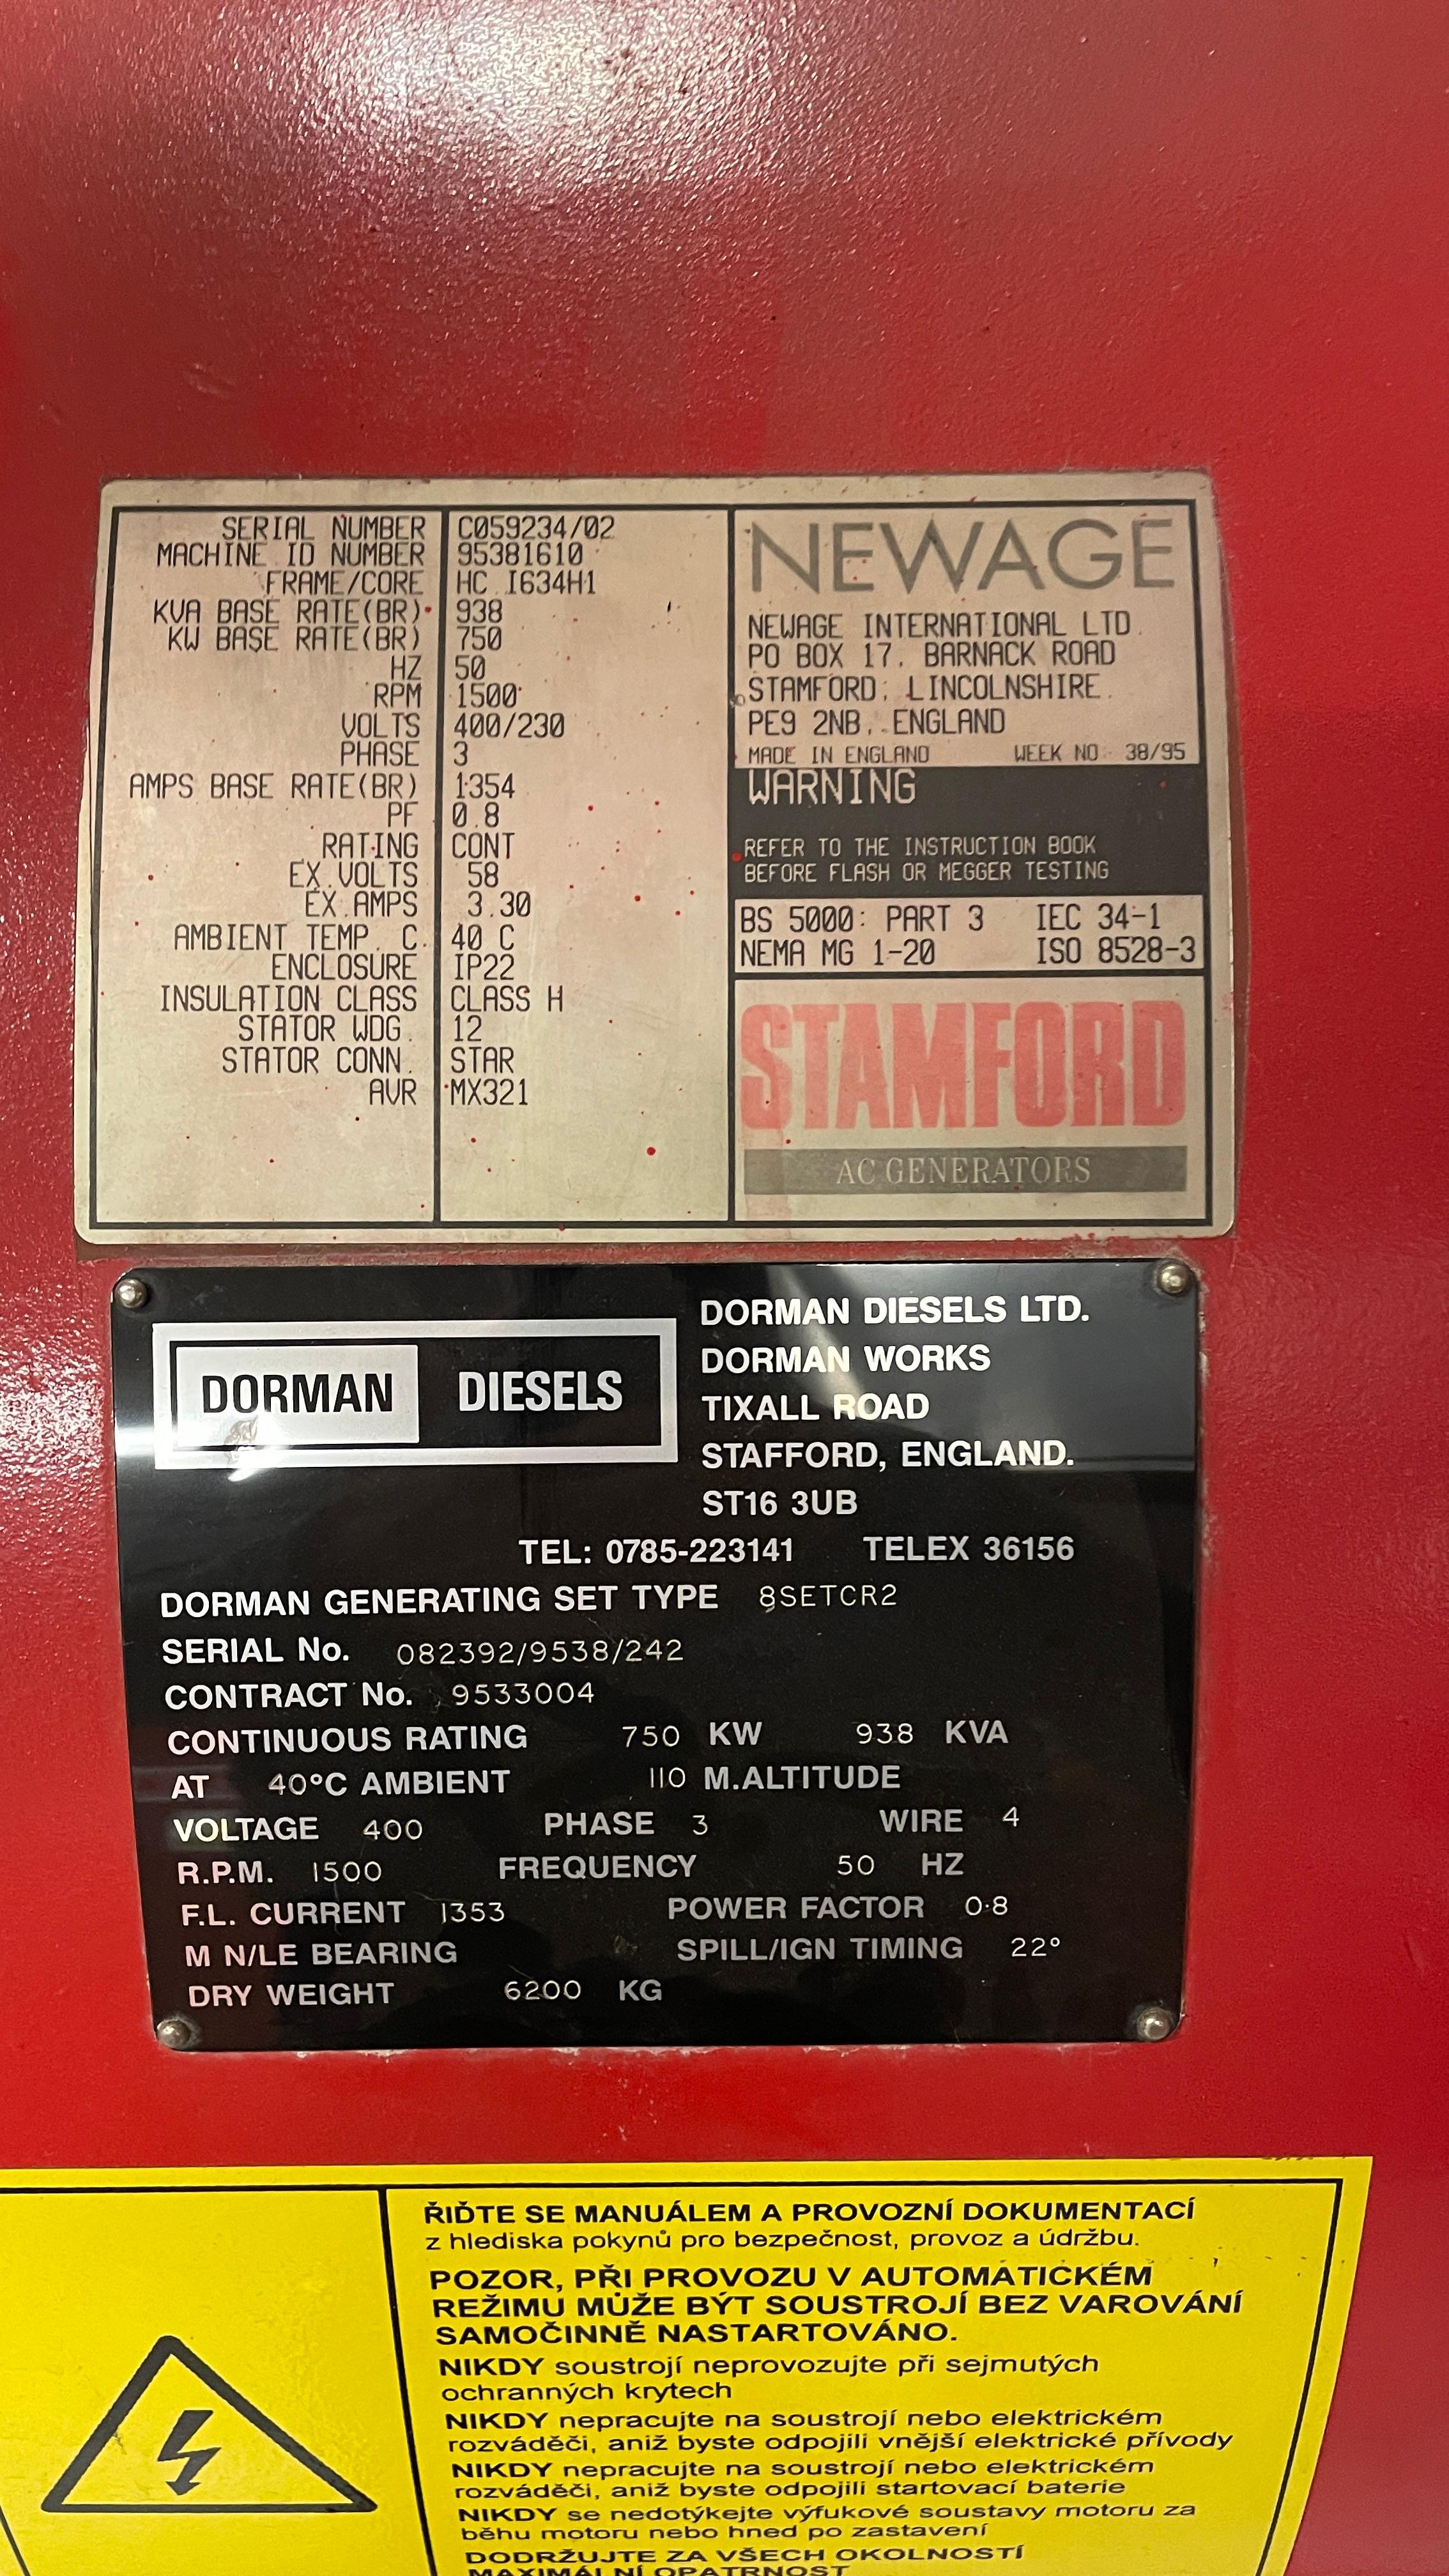 SERIAL NUMBER C059234/02
MACHINE ID NUMBER 95381610
FRAME/CORE HC I634H1
KVA BASE RATE(BR) 938
KW BASE RATE(BR) 750
HZ 50
RPM 1500
VOLTS 400/230
PHASE 3
AMPS BASE RATE(BR) 1354
PF 0.8
RATING CONT
EX.VOLTS 58
EX.AMPS 3.30
AMBIENT TEMP. C. 40 C
ENCLOSURE IP22
INSULATION CLASS CLASS H
STATOR WDG. 12
STATOR CONN. STAR
AVR MX321
NEWAGE
NEWAGE INTERNATIONAL LTD.
PO BOX 17, BARNACK ROAD
STAMFORD, LINCOLNSHIRE.
PE9 2NB, ENGLAND
MADE IN ENGLAND WEEK NO 38/95
WARNING
REFER TO THE INSTRUCTION BOOK
BEFORE FLASH OR MEGGER TESTING
BS 5000: PART 3 IEC 34-1
NEMA MG 1-20 ISO 8528-3
STAMFORD
AC GENERATORS
DORMAN DIESELS
DORMAN DIESELS LTD.
DORMAN WORKS
TIXALL ROAD
STAFFORD, ENGLAND.
ST16 3UB
TEL: 0785-223141 TELEX 36156
DORMAN GENERATING SET TYPE 8SETCR2
SERIAL No. 082392/9538/242
CONTRACT No. 9533004
CONTINUOUS RATING 750 KW 938 KVA
AT 40°C AMBIENT 110 M.ALTITUDE
VOLTAGE 400 PHASE 3 WIRE 4
R.P.M. 1500 FREQUENCY 50 HZ
F.L. CURRENT 1353 POWER FACTOR 0·8
M N/LE BEARING SPILL/IGN TIMING 22°
DRY WEIGHT 6200 KG
ŘIĎTE SE MANUÁLEM A PROVOZNÍ DOKUMENTACÍ
z hlediska pokynů pro bezpečnost, provoz a údržbu.
POZOR, PŘI PROVOZU V AUTOMATICKÉM
REŽIMU MŮŽE BÝT SOUSTROJÍ BEZ VAROVÁNÍ
SAMOČINNĚ NASTARTOVÁNO.
NIKDY soustrojí neprovozujte při sejmutých
ochranných krytech
NIKDY nepracujte na soustrojí nebo elektrickém
rozváděči, aniž byste odpojili vnější elektrické přívody
NIKDY nepracujte na soustrojí nebo elektrickém
rozváděči, aniž byste odpojili startovací baterie
NIKDY se nedotýkejte výfukové soustavy motoru za
běhu motoru nebo hned po zastavení
DODRŽUJTE ZA VŠECH OKOLNOSTÍ
MAXIMÁLNÍ OPATRNOST